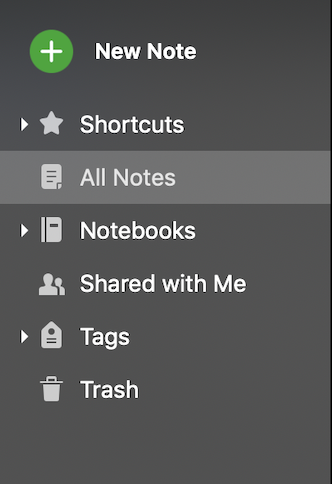 New Note
Shortcuts
All Notes
Notebooks
Shared with Me
Tags
Trash